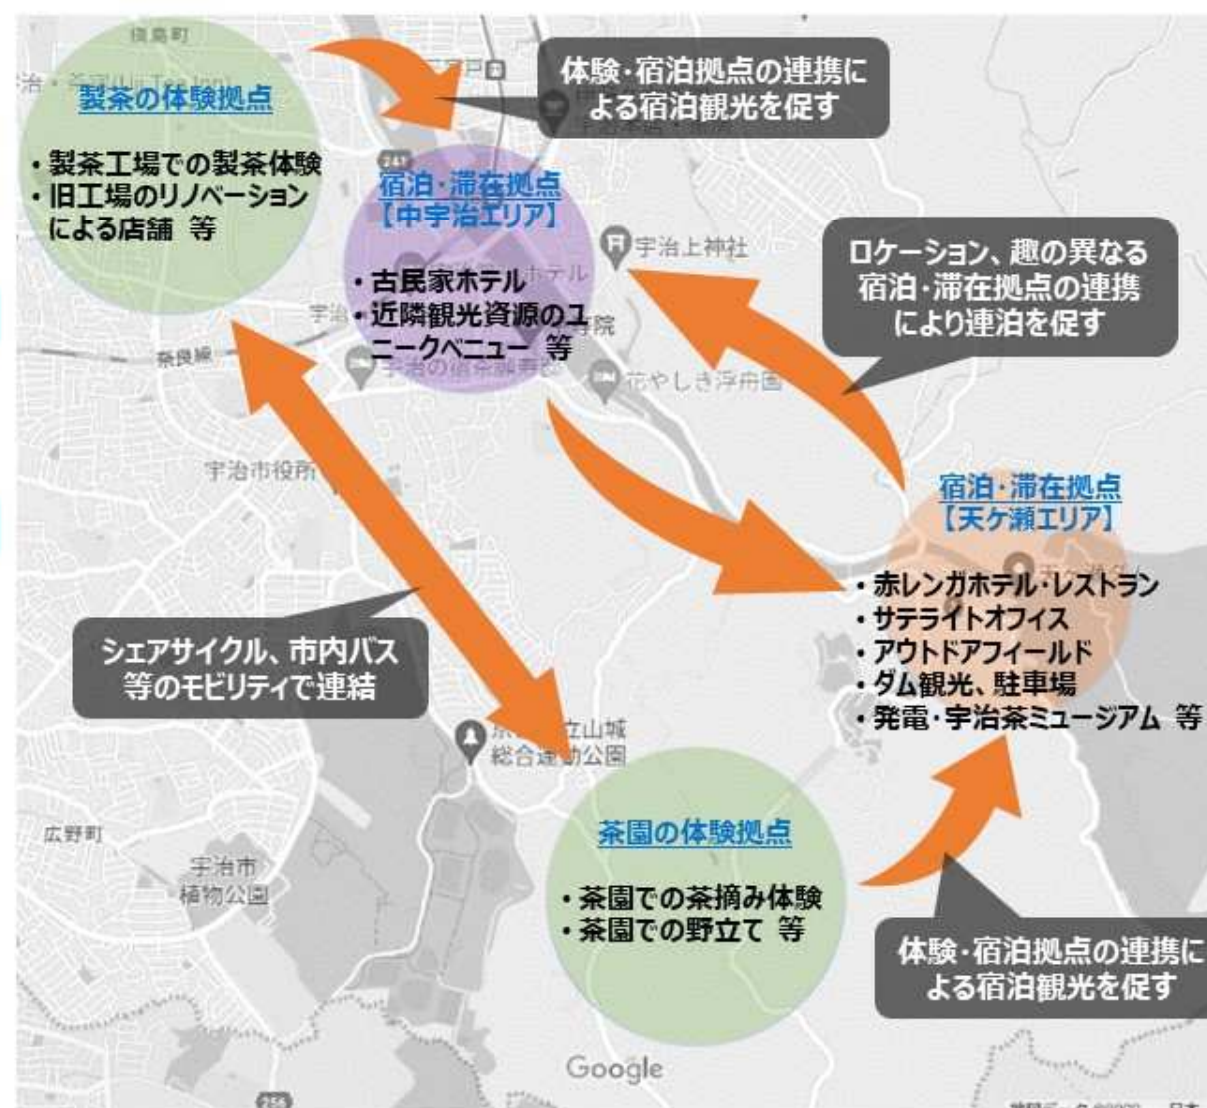 槇島町
製茶の体験拠点
・製茶工場での製茶体験
・旧工場のリノベーション
による店舗 等
体験・宿泊拠点の連携に
よる宿泊観光を促す
241
宿泊・滞在拠点
【中宇治エリア】
・古民家ホテル
・近隣観光資源のユ
ニークベニュー 等
宇治上神社
ロケーション、趣の異なる
宿泊・滞在拠点の連携
により連泊を促す
奈良線
花やしき浮舟園
宇治市役所
宿泊・滞在拠点
【天ケ瀬エリア】
・赤レンガホテル・レストラン
・サテライトオフィス
・アウトドアフィールド
・ダム観光、駐車場
・発電・宇治茶ミュージアム 等
シェアサイクル、市内バス
等のモビリティで連結
立山城
総合運動公園
広野町
宇治市
植物公園
茶園の体験拠点
・茶園での茶摘み体験
・茶園での野立て 等
体験・宿泊拠点の連携に
よる宿泊観光を促す
Google
256